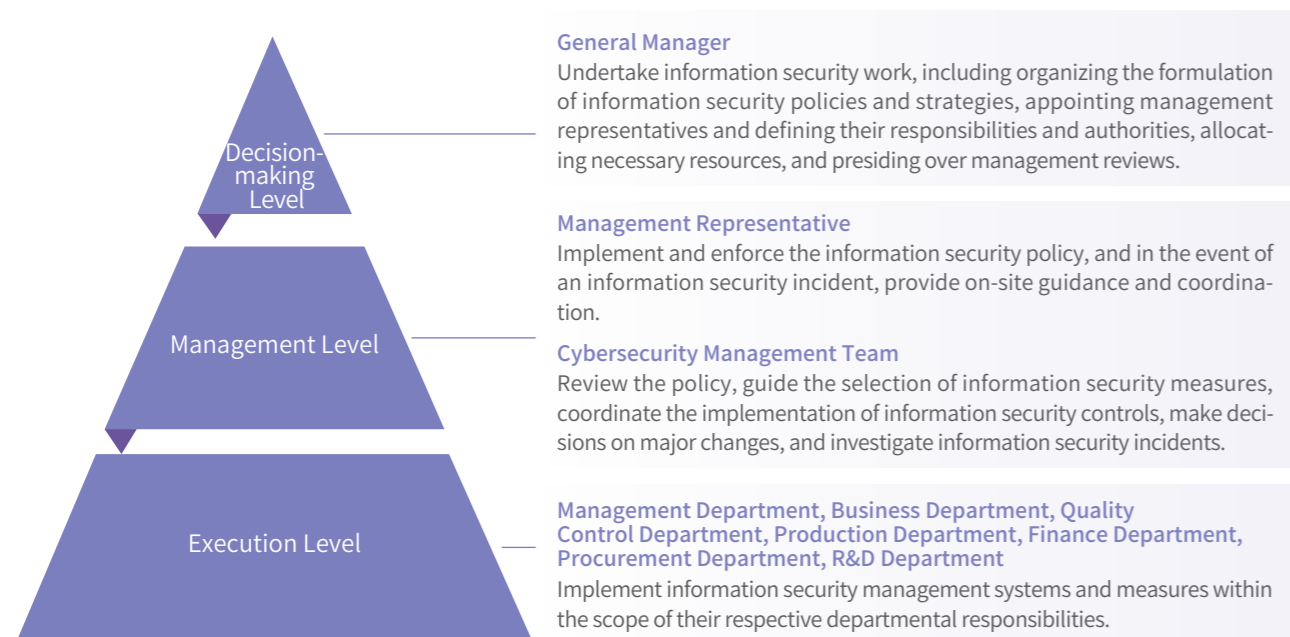 General Manager
Undertake information security work, including organizing the formulation
of information security policies and strategies, appointing management
representatives and defining their responsibilities and authorities, allocat-
ing necessary resources, and presiding over management reviews.
Decision-
making
Level
Management Representative
Implement and enforce the information security policy, and in the event of
an information security incident, provide on-site guidance and coordina-
tion.
Management Level
Cybersecurity Management Team
Review the policy, guide the selection of information security measures,
coordinate the implementation of information security controls, make deci-
sions on major changes, and investigate information security incidents.
Execution Level
Management Department, Business Department, Quality
Control Department, Production Department, Finance Department,
Procurement Department, R&D Department
Implement information security management systems and measures within
the scope of their respective departmental responsibilities.